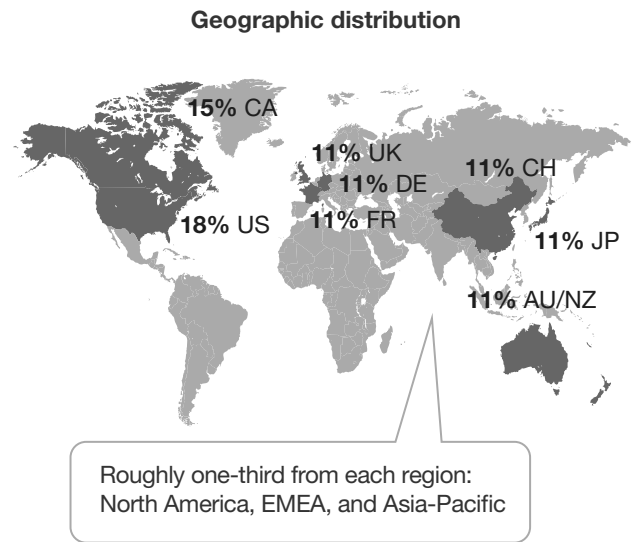 Geographic distribution
15% CA
11% UK
11% CH
11% DE
18% US
11% FR
11% JP
11% AU/NZ
Roughly one-third from each region:
North America, EMEA, and Asia-Pacific